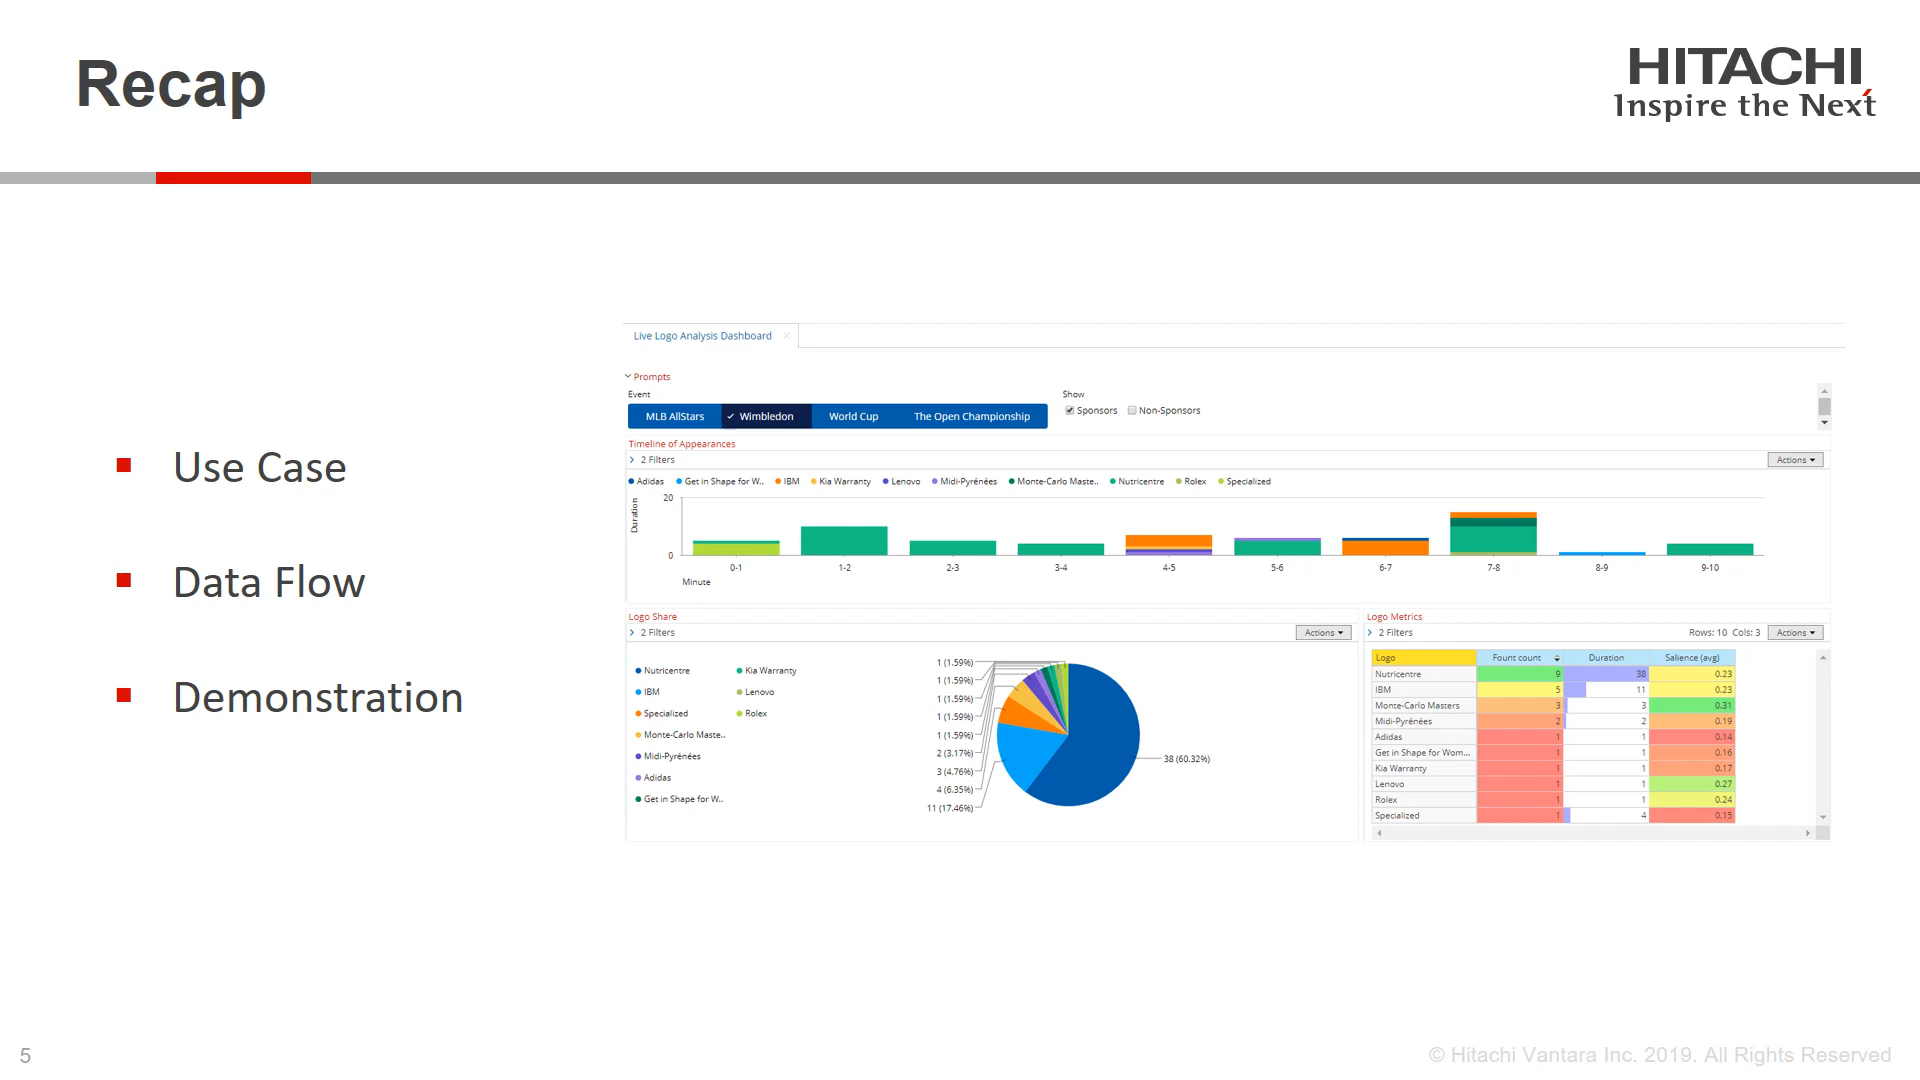 Recap
HITACHI
Inspire the Next
Use Case
Data Flow
Demonstration
Live Logo Analysis Dashboard
Prompts
Event
Show
MLB AllStars
Wimbledon
World Cup
The Open Championship
Sponsors
Non-Sponsors
Timeline of Appearances
2 Filters
Actions
Adidas
Get in Shape for W..
IBM
Kia Warranty
Lenovo
Midi-Pyrénées
Monte-Carlo Maste..
Nutricentre
Rolex
Specialized
Duration
20
0
0-1
1-2
2-3
3-4
4-5
5-6
6-7
7-8
8-9
9-10
Minute
Logo Share
2 Filters
Actions
Nutricentre
Kia Warranty
IBM
Lenovo
Specialized
Rolex
Monte-Carlo Maste..
Midi-Pyrénées
Adidas
Get in Shape for W..
1 (1.59%)
1 (1.59%)
1 (1.59%)
1 (1.59%)
1 (1.59%)
2 (3.17%)
3 (4.76%)
4 (6.35%)
11 (17.46%)
38 (60.32%)
Logo Metrics
2 Filters
Rows: 10 Cols: 3
Actions
Logo Fount count Duration Salience (avg)
Nutricentre 9 38 0.23
IBM 5 11 0.23
Monte-Carlo Masters 3 3 0.31
Midi-Pyrénées 2 2 0.19
Adidas 1 1 0.14
Get in Shape for Wom... 1 1 0.16
Kia Warranty 1 1 0.17
Lenovo 1 1 0.27
Rolex 1 1 0.24
Specialized 1 4 0.15
5
© Hitachi Vantara Inc. 2019. All Rights Reserved